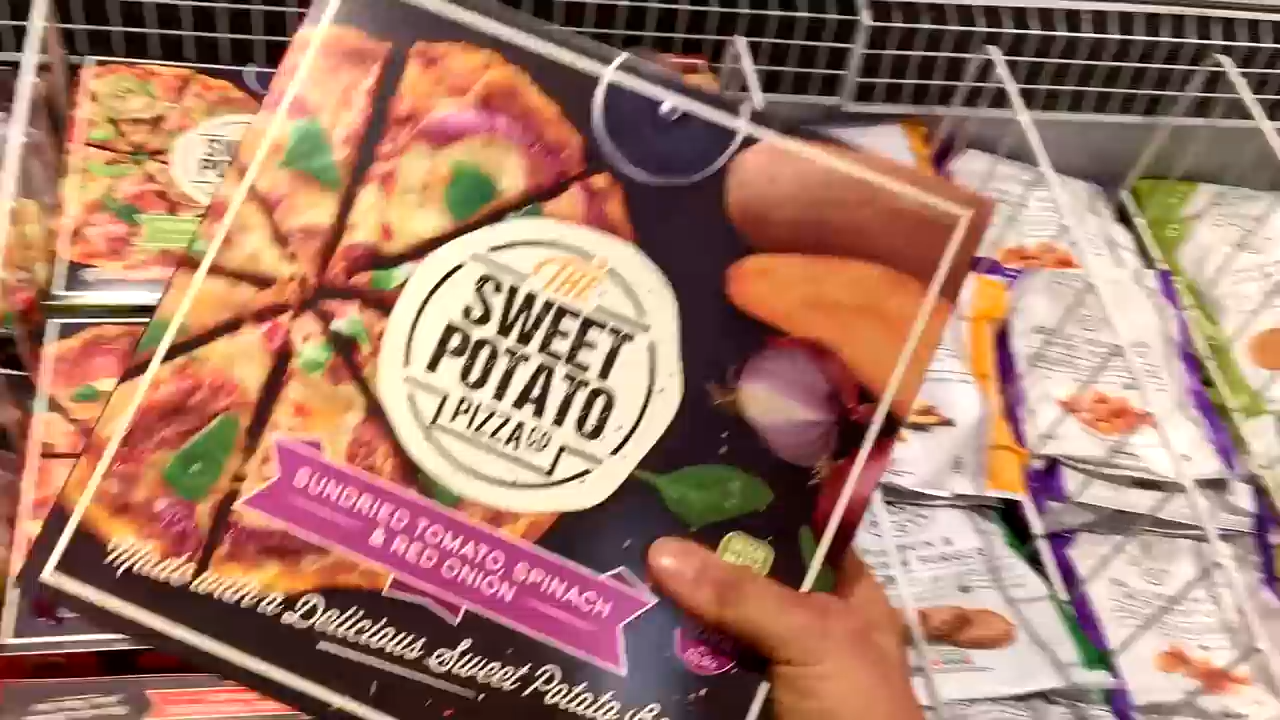 The
SWEET
POTATO
PIZZA CO
SUNDRIED TOMATO, SPINACH
& RED ONION
Made with a Delicious Sweet Potato